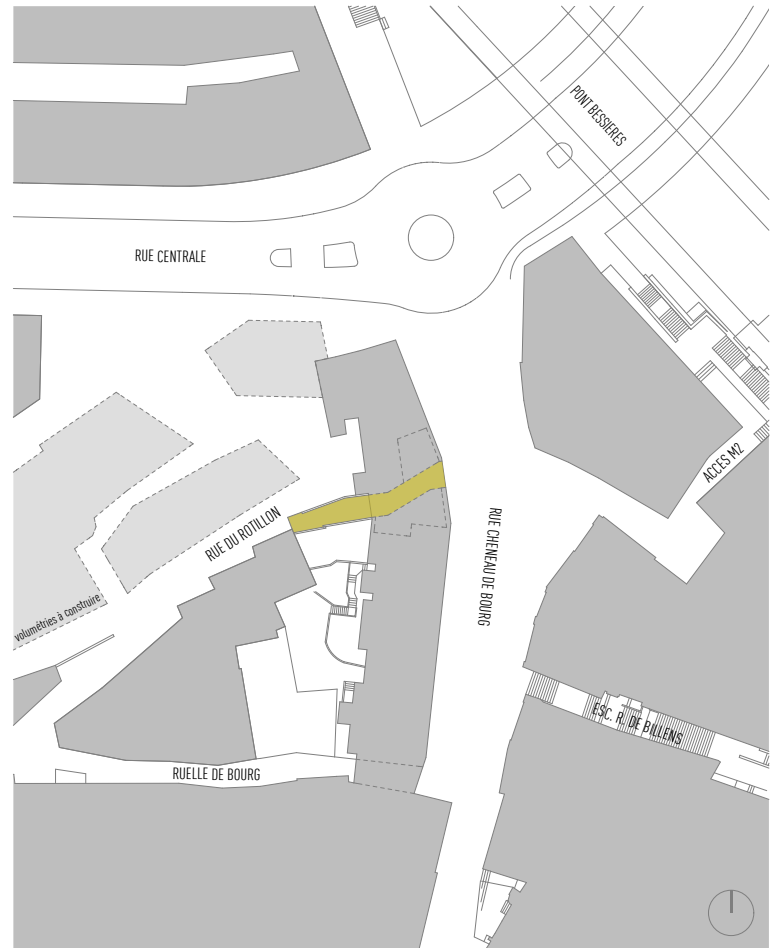 PONT BESSIERES
RUE CENTRALE
ACCES M2
RUE DU ROTILLON
RUE CHENEAU DE BOURG
volumétries à construire
ESC. R. DE BILLENS
RUELLE DE BOURG